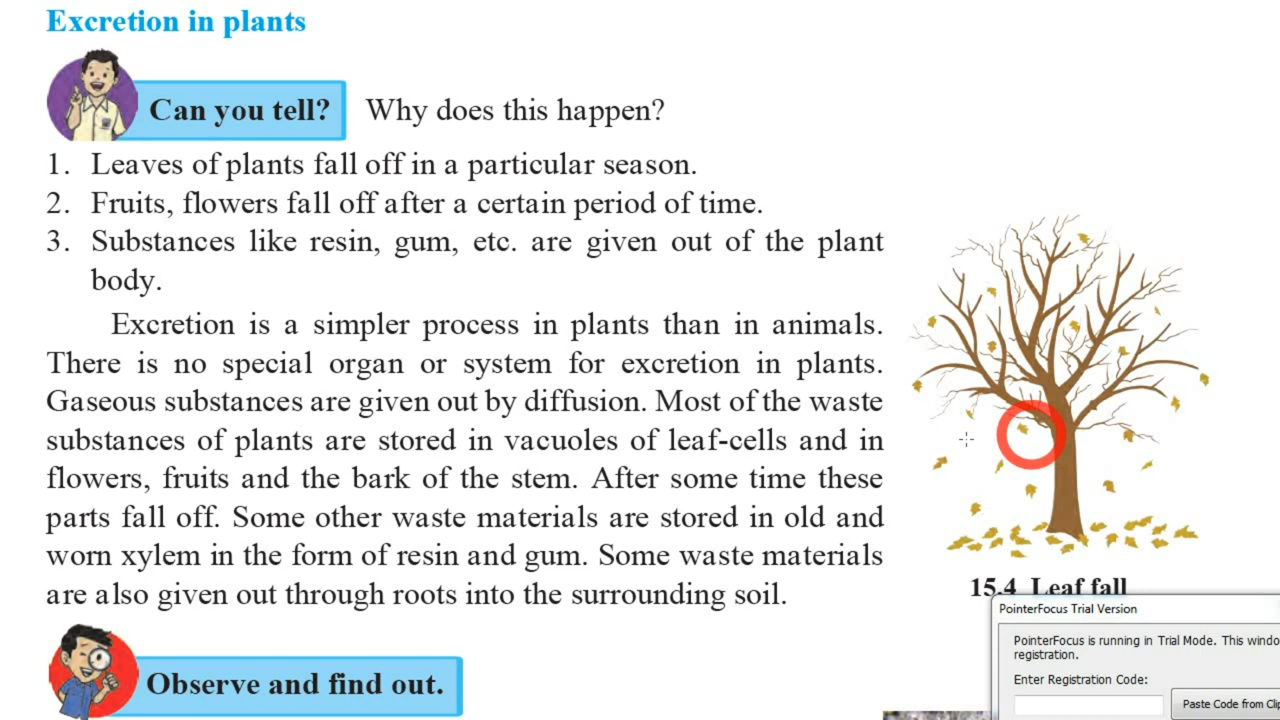 Excretion in plants
Can you tell? Why does this happen?
1. Leaves of plants fall off in a particular season.
2. Fruits, flowers fall off after a certain period of time.
3. Substances like resin, gum, etc. are given out of the plant
body.
Excretion is a simpler process in plants than in animals.
There is no special organ or system for excretion in plants.
Gaseous substances are given out by diffusion. Most of the waste
substances of plants are stored in vacuoles of leaf-cells and in
flowers, fruits and the bark of the stem. After some time these
parts fall off. Some other waste materials are stored in old and
worn xylem in the form of resin and gum. Some waste materials
are also given out through roots into the surrounding soil.
15.4 Leaf fall
PointerFocus Trial Version
PointerFocus is running in Trial Mode. This
registration.
Enter Registration Code:
Paste Code from
Observe and find out.